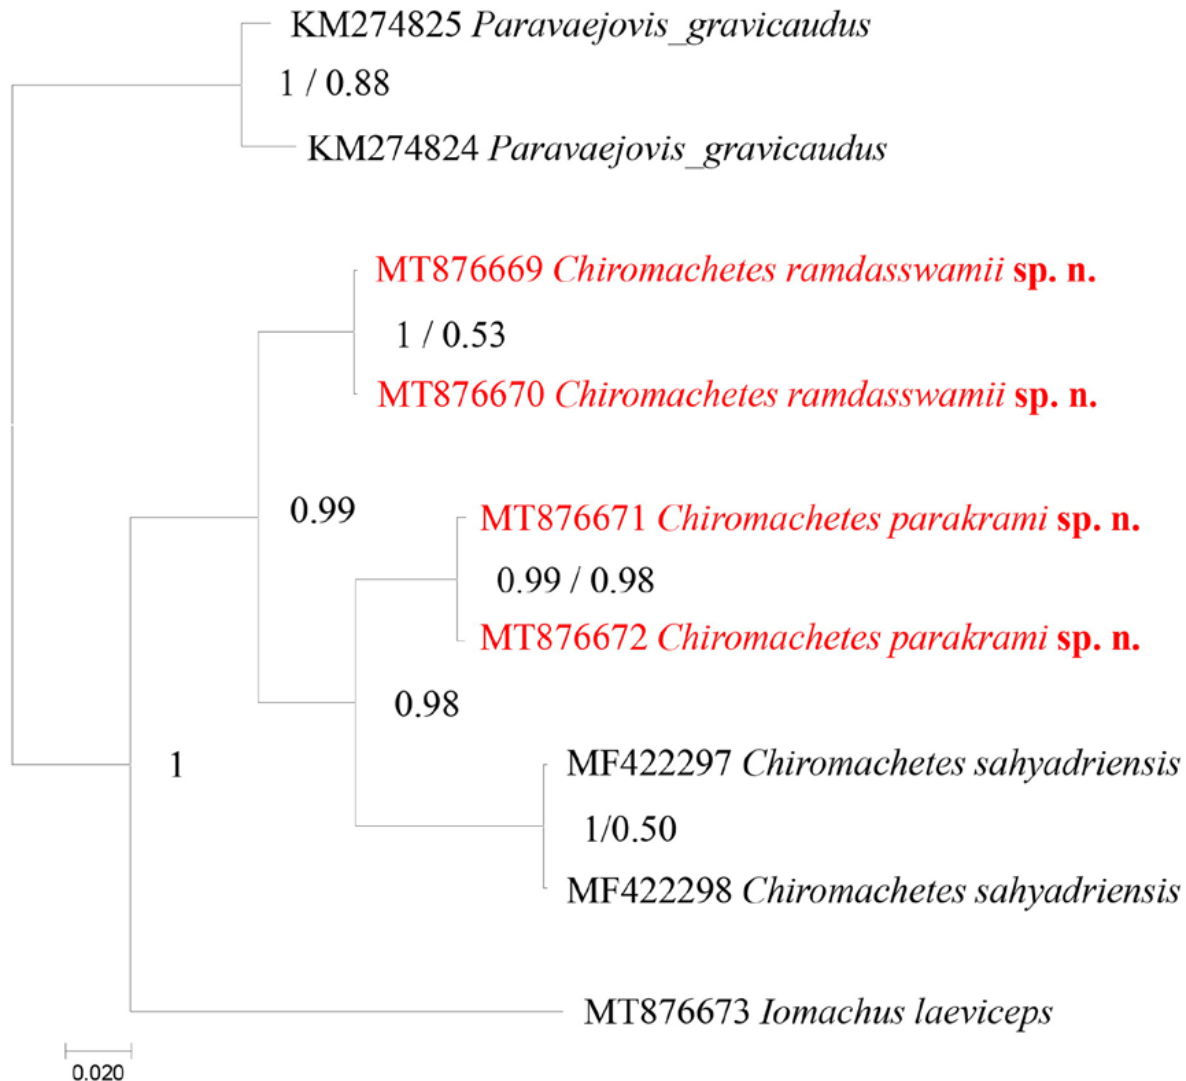 KM274825 Paravaejovis_gravicaudus
1 / 0.88
KM274824 Paravaejovis_gravicaudus
MT876669 Chiromachetes ramdasswamii sp. n.
1 / 0.53
MT876670 Chiromachetes ramdasswamii sp. n.
0.99
MT876671 Chiromachetes parakrami sp. n.
0.99 / 0.98
MT876672 Chiromachetes parakrami sp. n.
0.98
1
MF422297 Chiromachetes sahyadriensis
1/0.50
MF422298 Chiromachetes sahyadriensis
MT876673 Iomachus laeviceps
0.020